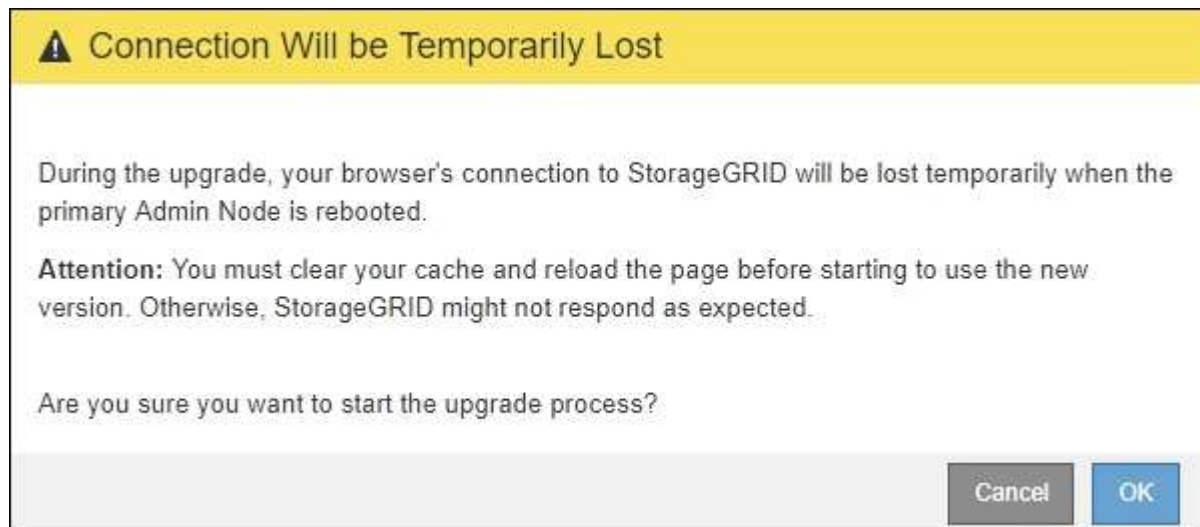 Connection Will be Temporarily Lost
During the upgrade, your browser's connection to StorageGRID will be lost temporarily when the
primary Admin Node is rebooted.
Attention: You must clear your cache and reload the page before starting to use the new
version. Otherwise, StorageGRID might not respond as expected.
Are you sure you want to start the upgrade process?
Cancel OK